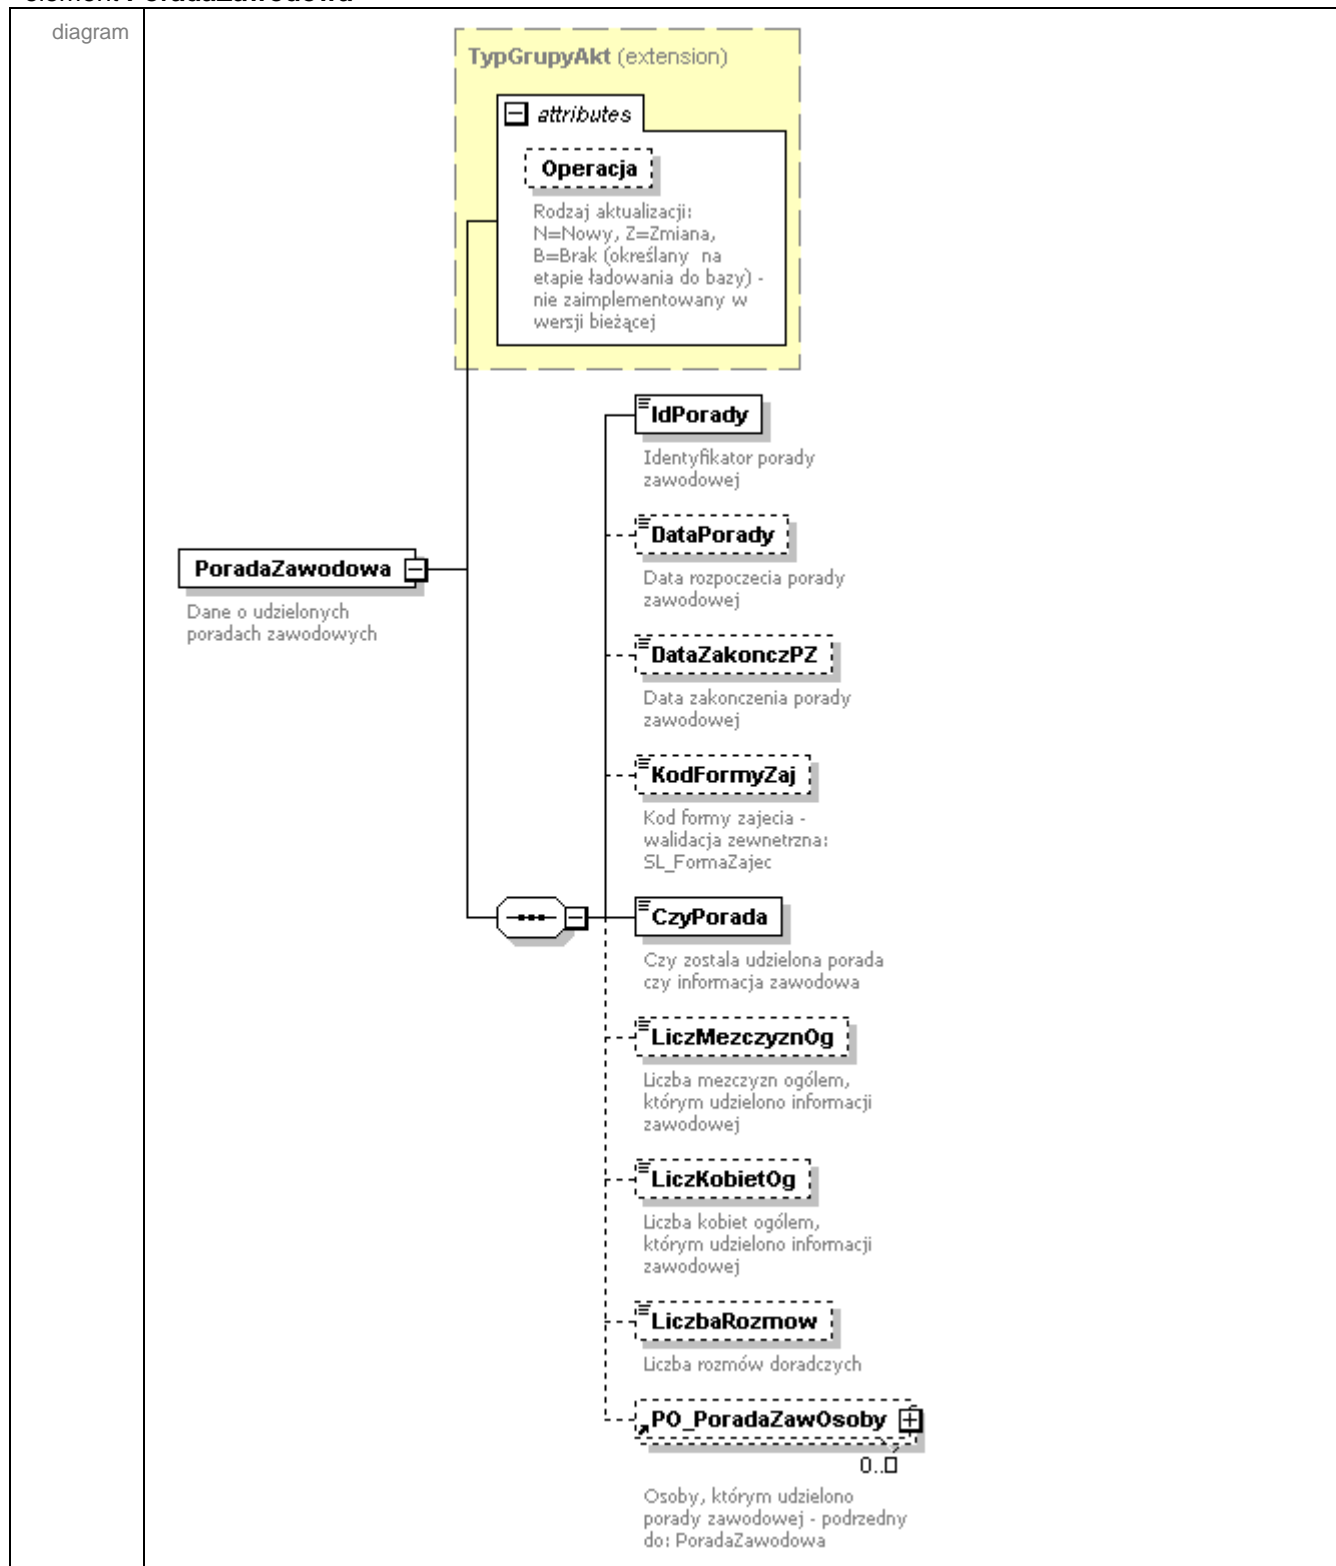 element PoradaZawodowa
diagram
TypGrupyAkt (extension)
attributes
Operacja
Rodzaj aktualizacji:
N=Nowy, Z=Zmiana,
B=Brak (określany na
etapie ładowania do bazy) -
nie zaimplementowany w
wersji bieżącej
IdPorady
Identyfikator porady
zawodowej
DataPorady
Data rozpoczecia porady
zawodowej
PoradaZawodowa
Dane o udzielonych
poradach zawodowych
DataZakonczPZ
Data zakonczenia porady
zawodowej
KodFormyZaj
Kod formy zajecia -
walidacja zewnetrzna:
SL_FormaZajec
CzyPorada
Czy zostala udzielona porada
czy informacja zawodowa
LiczMezczyznOg
Liczba mezczyzn ogólem,
którym udzielono informacji
zawodowej
LiczKobietOg
Liczba kobiet ogólem,
którym udzielono informacji
zawodowej
LiczbaRozmow
Liczba rozmów doradczych
PO_PoradaZawOsoby
0..□
Osoby, którym udzielono
porady zawodowej - podrzedny
do: PoradaZawodowa